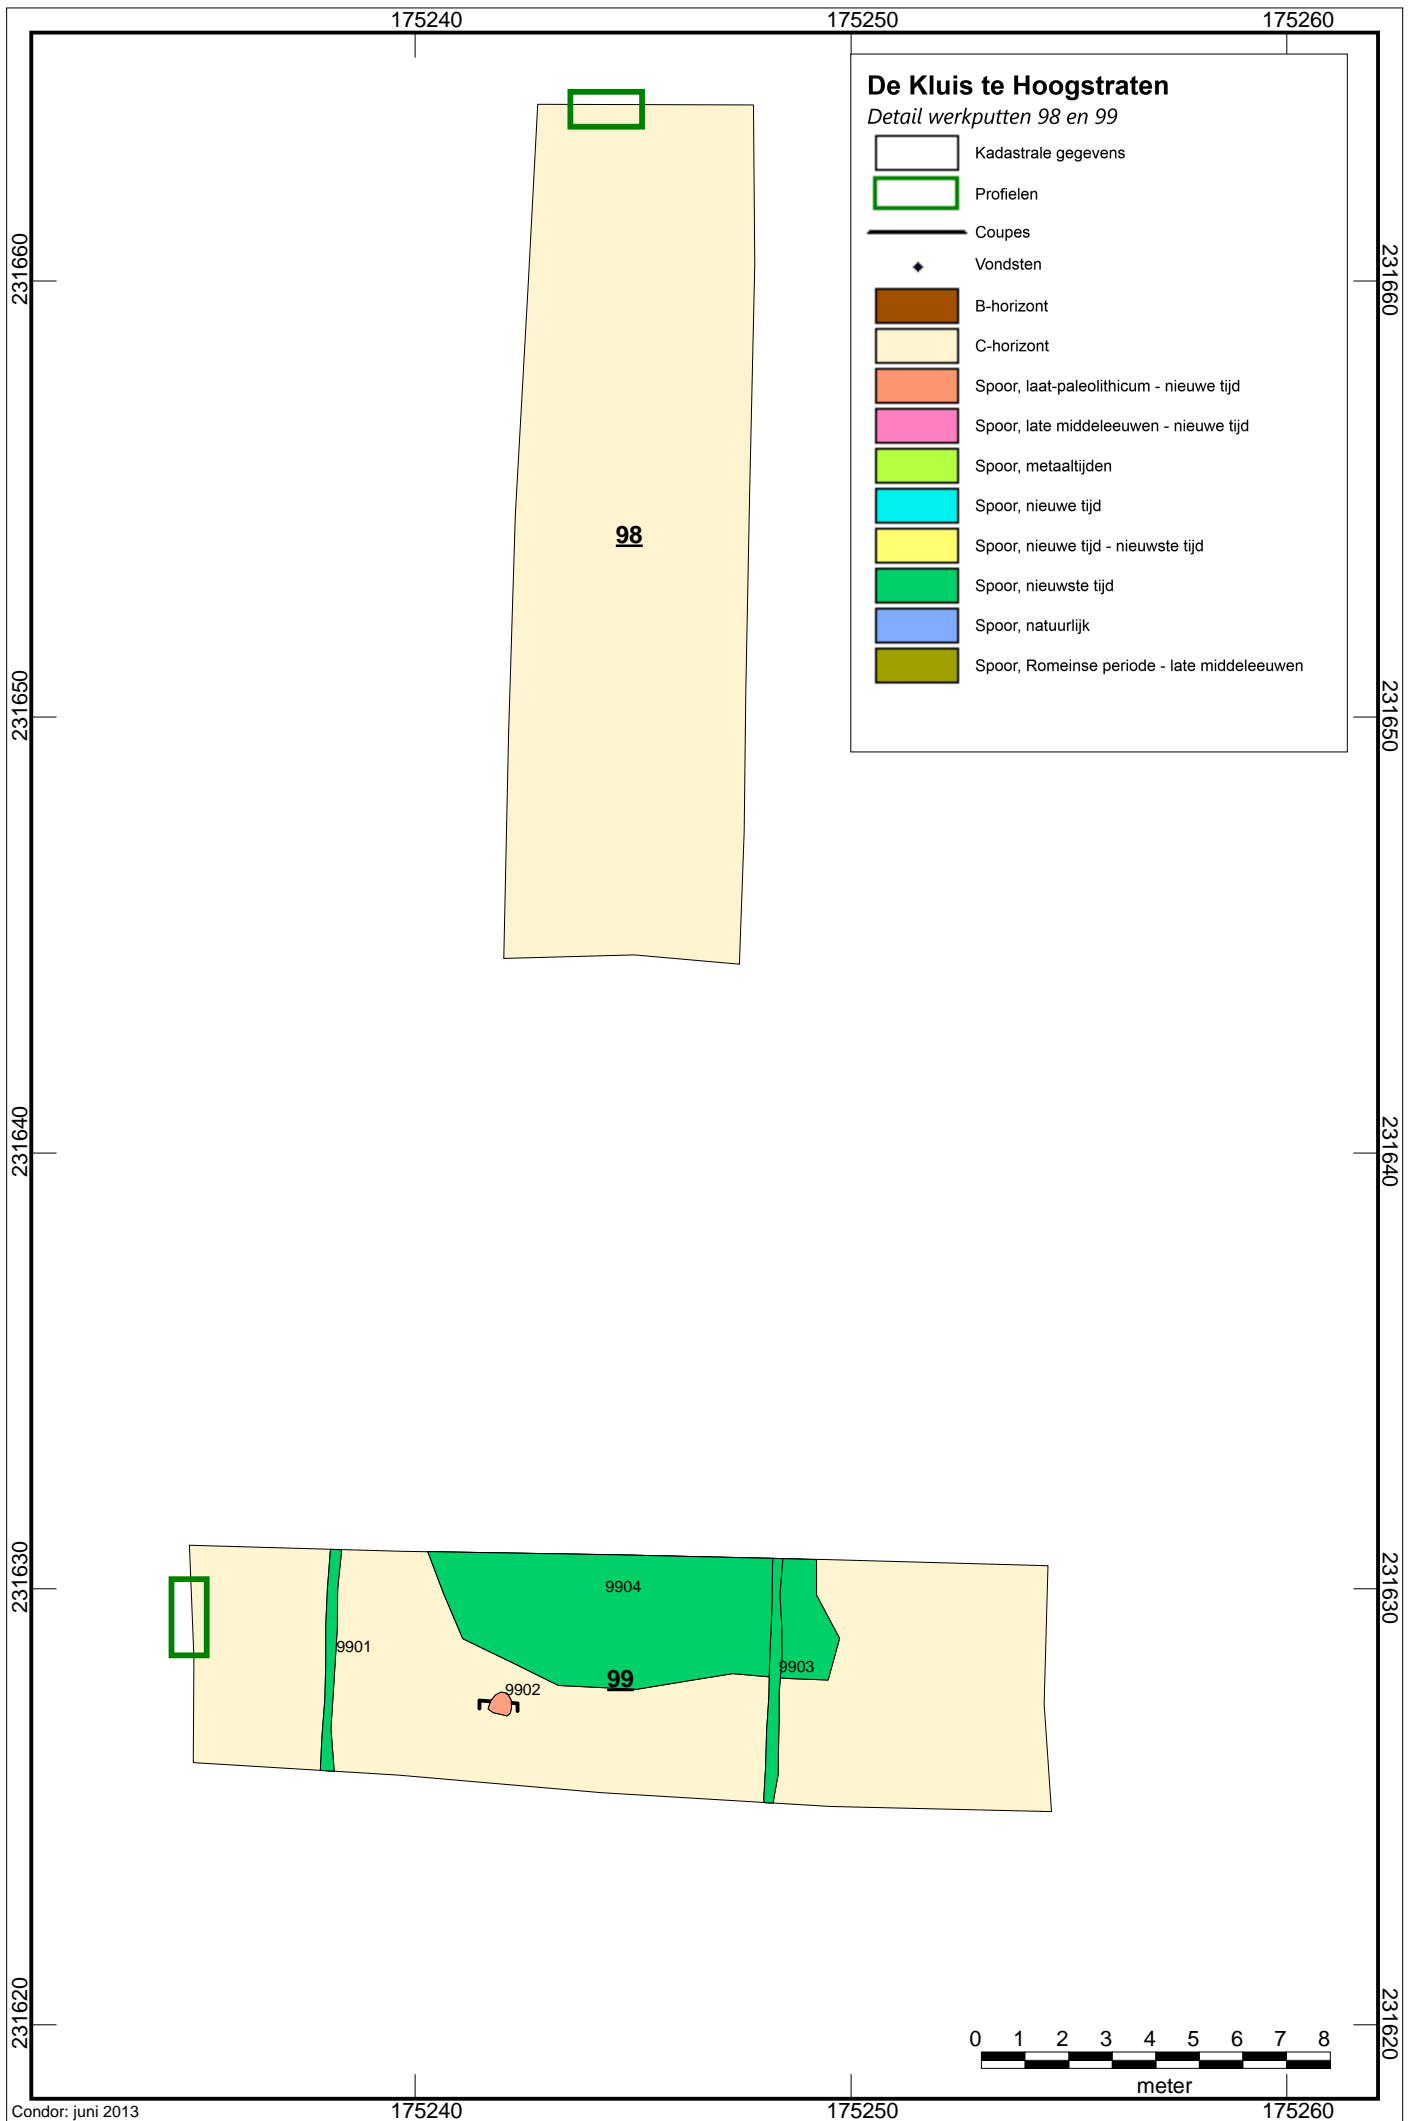 175240
175250
175260
De Kluis te Hoogstraten
Detail werkputten 98 en 99
Kadastrale gegevens
Profielen
Coupes
Vondsten
B-horizont
C-horizont
Spoor, laat-paleolithicum - nieuwe tijd
Spoor, late middeleeuwen - nieuwe tijd
Spoor, metaaltijden
Spoor, nieuwe tijd
Spoor, nieuwe tijd - nieuwste tijd
Spoor, nieuwste tijd
Spoor, natuurlijk
Spoor, Romeinse periode - late middeleeuwen
231660
231660
98
231650
231650
231640
231640
231630
231630
9904
9901
9903
99
9902
231620
231620
0 1 2 3 4 5 6 7 8
meter
Condor: juni 2013
175240
175250
175260